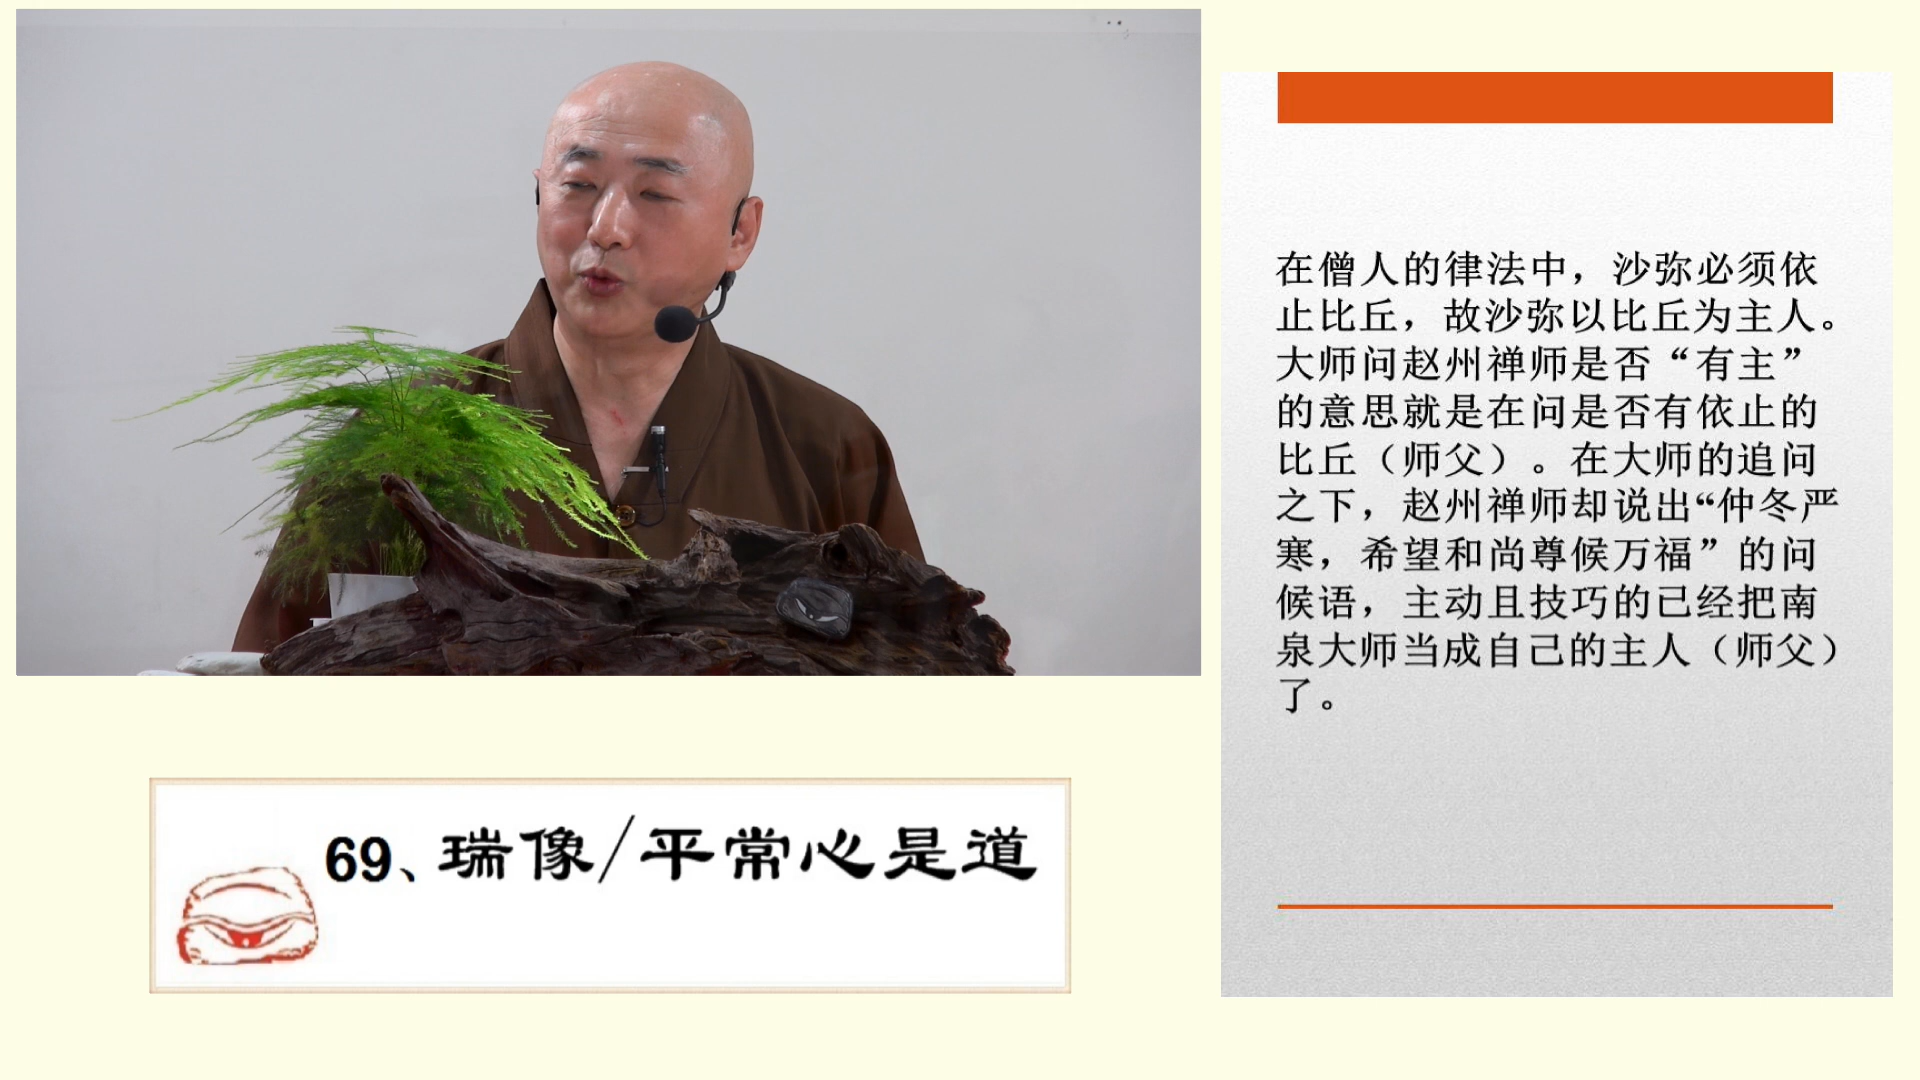 在僧人的律法中，沙弥必须依
止比丘，故沙弥以比丘为主人。
大师问赵州禅师是否“有主”
的意思就是在问是否有依止的
比丘（师父）。在大师的追问
之下，赵州禅师却说出“仲冬严
寒，希望和尚尊候万福”的问
候语，主动且技巧的已经把南
泉大师当成自己的主人（师父）
了。
69、瑞像/平常心是道